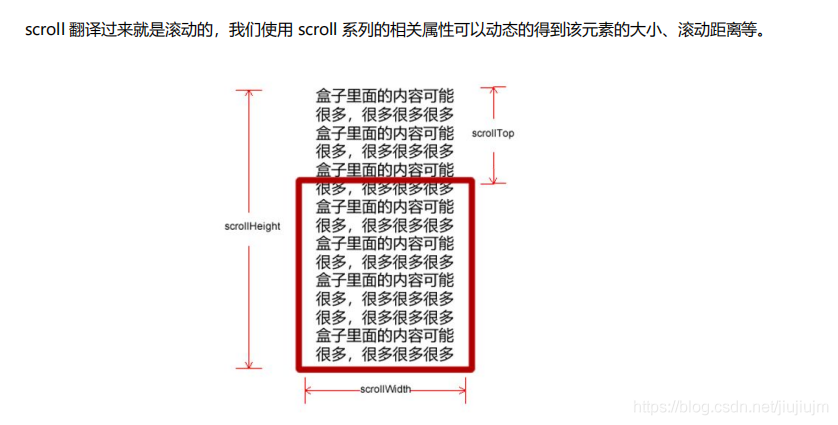 scroll 翻译过来就是滚动的，我们使用 scroll 系列的相关属性可以动态的得到该元素的大小、滚动距离等。
盒子里面的内容可能
很多，很多很多很多
盒子里面的内容可能
scrollTop
很多，很多很多很多
盒子里面的内容可能
很多，很多很多很多
盒子里面的内容可能
很多，很多很多很多
scrollHeight
盒子里面的内容可能
很多，很多很多很多
盒子里面的内容可能
很多，很多很多很多
很多，很多很多很多
盒子里面的内容可能
很多，很多很多很多
scrollWidth
https://blog.csdn.net/jiujiujm